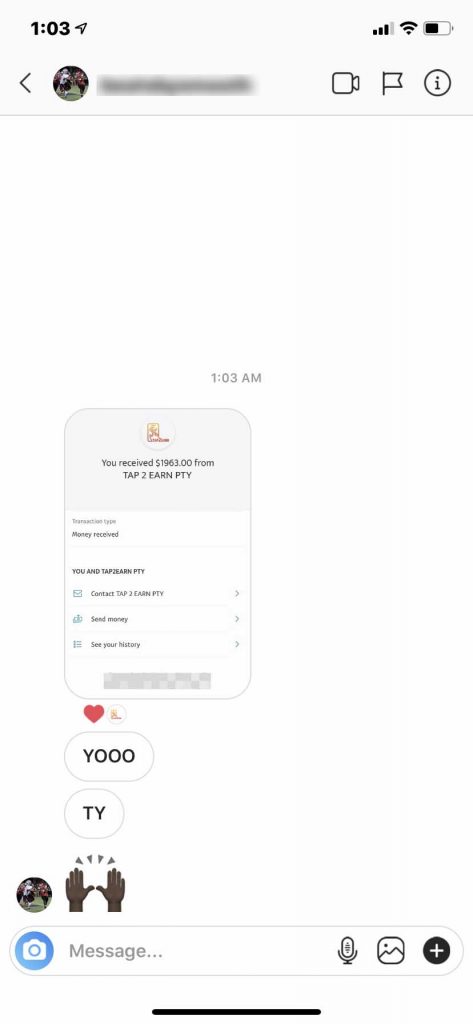 1:03
1:03 AM
You received $1963.00 from
TAP 2 EARN PTY
Transaction type
Money received
YOU AND TAP2EARN PTY
Contact TAP 2 EARN PTY
Send money
See your history
YOOO
TY
Message...